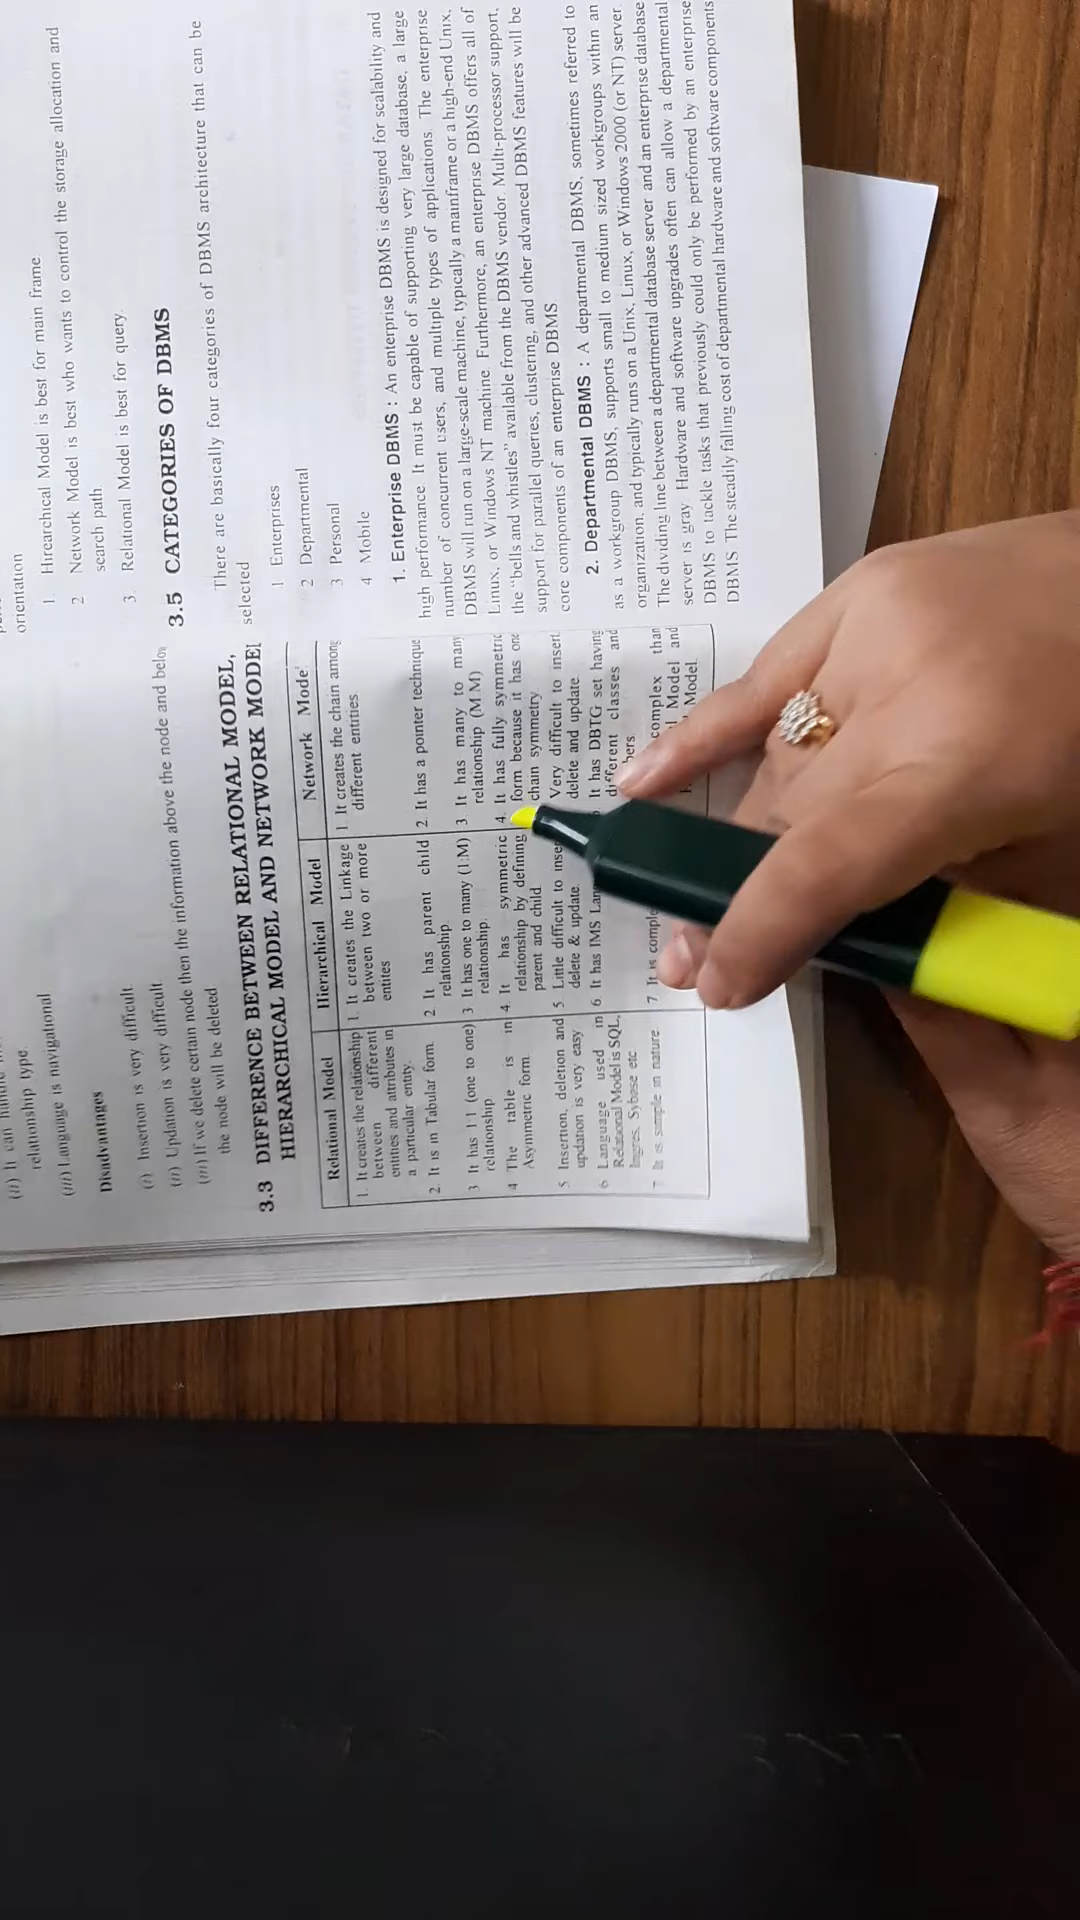 (ii) It can handle
relationship type.
(iii) Language is navigational
Disadvantages
(i) Insertion is very difficult
(ii) Updation is very difficult
(iii) If we delete certain node then the information above the node and below
the node will be deleted
3.3 DIFFERENCE BETWEEN RELATIONAL MODEL,
HIERARCHICAL MODEL AND NETWORK MODEL
Relational Model
1. It creates the relationship
between different
entities and attributes in
a particular entity.
2. It is in Tabular form.
3 It has 1:1 (one to one)
relationship
4 The table is in
Asymmetric form.
5 Insertion, deletion and
updation is very easy
6 Language used in
Relational Model is SQL,
Ingres, Sybase etc
7 It is simple in nature
Hierarchical Model
1. It creates the Linkage
between two or more
entites
2. It has parent child
relationship.
3 It has one to many (1:M)
relationship
4. It has symmetric
relationship by defining
parent and child
5 Little difficult to inser
delete & update.
6 It has IMS Lan
7. It is comple
Network Mode
1. It creates the chain among
different entities
2. It has a pointer technique
3 It has many to many
relationship (M.M)
4. It has fully symmetric
form because it has one
chain symmetry
Very difficult to insert,
delete and update
It has DBTG set having
different classes and
bers
complex than
l Model and
Model.
orientation
1. Hirearchical Model is best for main frame
2 Network Model is best who wants to control the storage allocation and
search path
3. Relational Model is best for query.
3.5 CATEGORIES OF DBMS
There are basically four categories of DBMS architecture that can be
selected
1 Enterprises
2 Departmental
3 Personal
4 Mobile
1. Enterprise DBMS : An enterprise DBMS is designed for scalability and
high performance. It must be capable of supporting very large database, a large
number of concurrent users, and multiple types of applications. The enterprise
DBMS will run on a large-scale machine, typically a mainframe or a high-end Unix,
Linux, or Windows NT machine. Furthermore, an enterprise DBMS offers all of
the "bells and whistles" available from the DBMS vendor. Multi-processor support,
support for parallel queries, clustering, and other advanced DBMS features will be
core components of an enterprise DBMS
2. Departmental DBMS : A departmental DBMS, sometimes referred to
as a workgroup DBMS, supports small to medium sized workgroups within an
organization, and typically runs on a Unix, Linux, or Windows 2000 (or NT) server.
The dividing line between a departmental database server and an enterprise database
server is gray. Hardware and software upgrades often can allow a departmental
DBMS to tackle tasks that previously could only be performed by an enterprise
DBMS The steadily falling cost of departmental hardware and software components